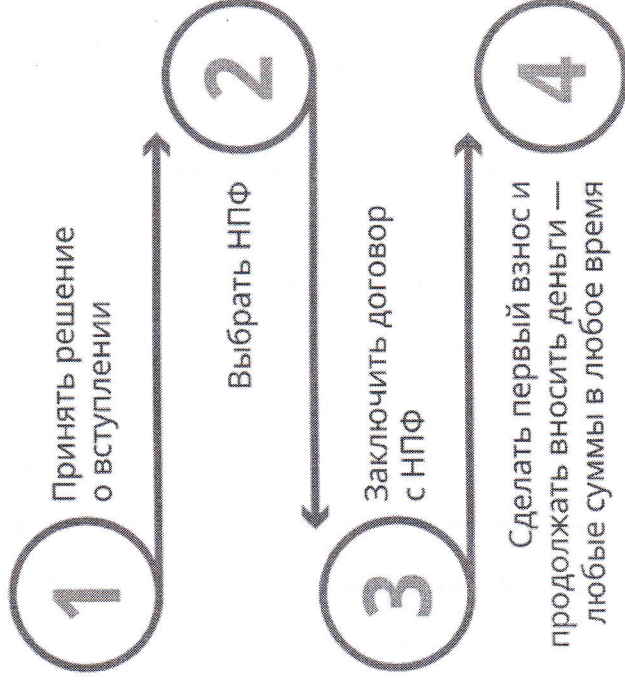 1
Принять решение
о вступлении
2
Выбрать НПФ
3
Заключить договор
с НПФ
4
Сделать первый взнос и
продолжать вносить деньги —
любые суммы в любое время